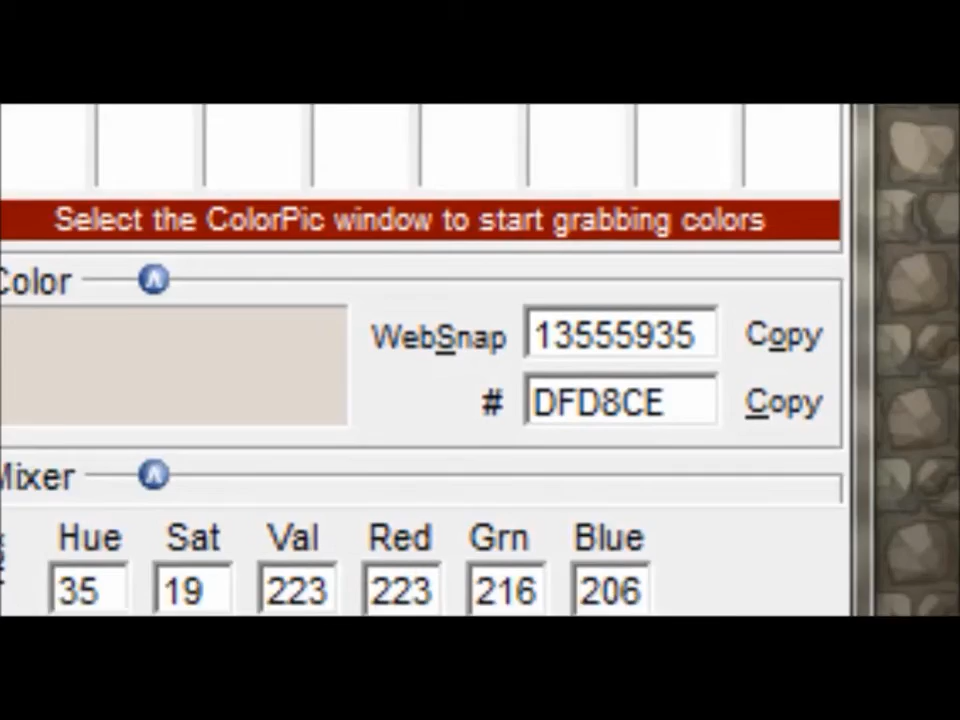 Select the ColorPic window to start grabbing colors
Color
WebSnap 13555935 Copy
# DFD8CE Copy
Mixer
Hue Sat Val Red Grn Blue
35 19 223 223 216 206